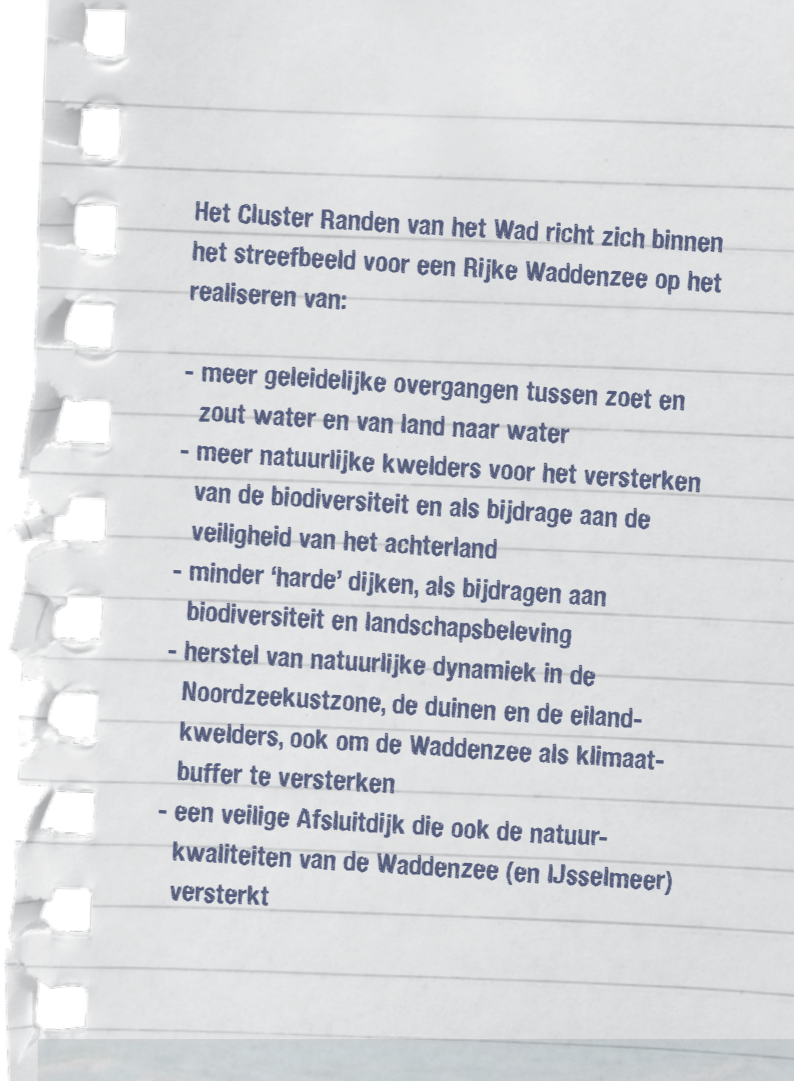 Het Cluster Randen van het Wad richt zich binnen
het streefbeeld voor een Rijke Waddenzee op het
realiseren van:
- meer geleidelijke overgangen tussen zoet en
zout water en van land naar water
- meer natuurlijke kwelders voor het versterken
van de biodiversiteit en als bijdrage aan de
veiligheid van het achterland
- minder ‘harde’ dijken, als bijdragen aan
biodiversiteit en landschapsbeleving
- herstel van natuurlijke dynamiek in de
Noordzeekustzone, de duinen en de eiland-
kwelders, ook om de Waddenzee als klimaat-
buffer te versterken
- een veilige Afsluitdijk die ook de natuur-
kwaliteiten van de Waddenzee (en IJsselmeer)
versterkt